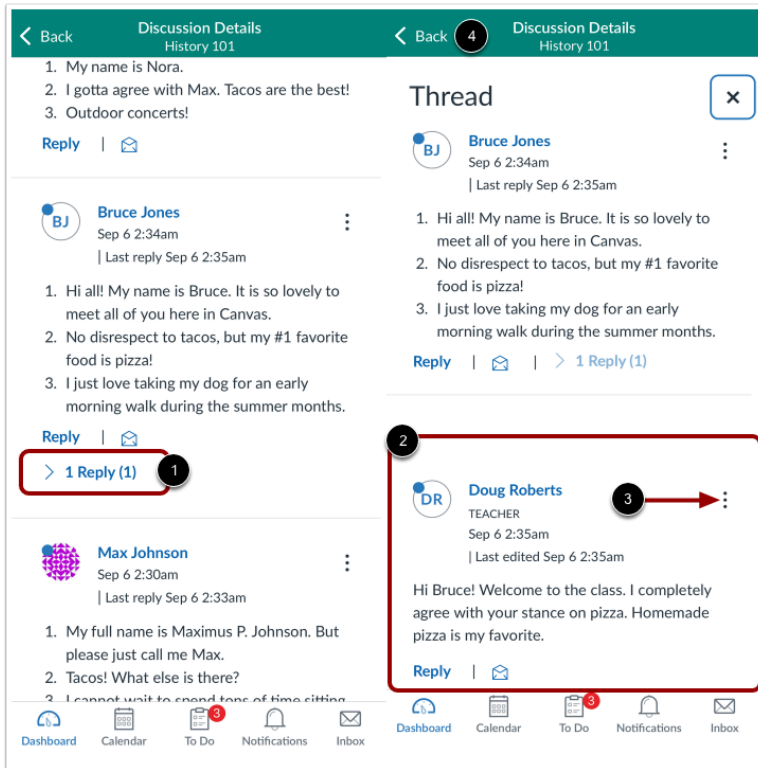 Back
Discussion Details
History 101
1. My name is Nora.
2. I gotta agree with Max. Tacos are the best!
3. Outdoor concerts!
Reply |
BJ
Bruce Jones
Sep 6 2:34am
| Last reply Sep 6 2:35am
1. Hi all! My name is Bruce. It is so lovely to
meet all of you here in Canvas.
2. No disrespect to tacos, but my #1 favorite
food is pizza!
3. I just love taking my dog for an early
morning walk during the summer months.
Reply |
> 1 Reply (1)
1
Max Johnson
Sep 6 2:30am
| Last reply Sep 6 2:33am
1. My full name is Maximus P. Johnson. But
please just call me Max.
2. Tacos! What else is there?
3. I cannot wait to spend tons of time sitting
3
Dashboard Calendar To Do Notifications Inbox
Back
4
Discussion Details
History 101
Thread
×
BJ
Bruce Jones
Sep 6 2:34am
| Last reply Sep 6 2:35am
1. Hi all! My name is Bruce. It is so lovely to
meet all of you here in Canvas.
2. No disrespect to tacos, but my #1 favorite
food is pizza!
3. I just love taking my dog for an early
morning walk during the summer months.
Reply | | > 1 Reply (1)
2
DR
Doug Roberts
3
TEACHER
Sep 6 2:35am
| Last edited Sep 6 2:35am
Hi Bruce! Welcome to the class. I completely
agree with your stance on pizza. Homemade
pizza is my favorite.
Reply |
3
Dashboard Calendar To Do Notifications Inbox